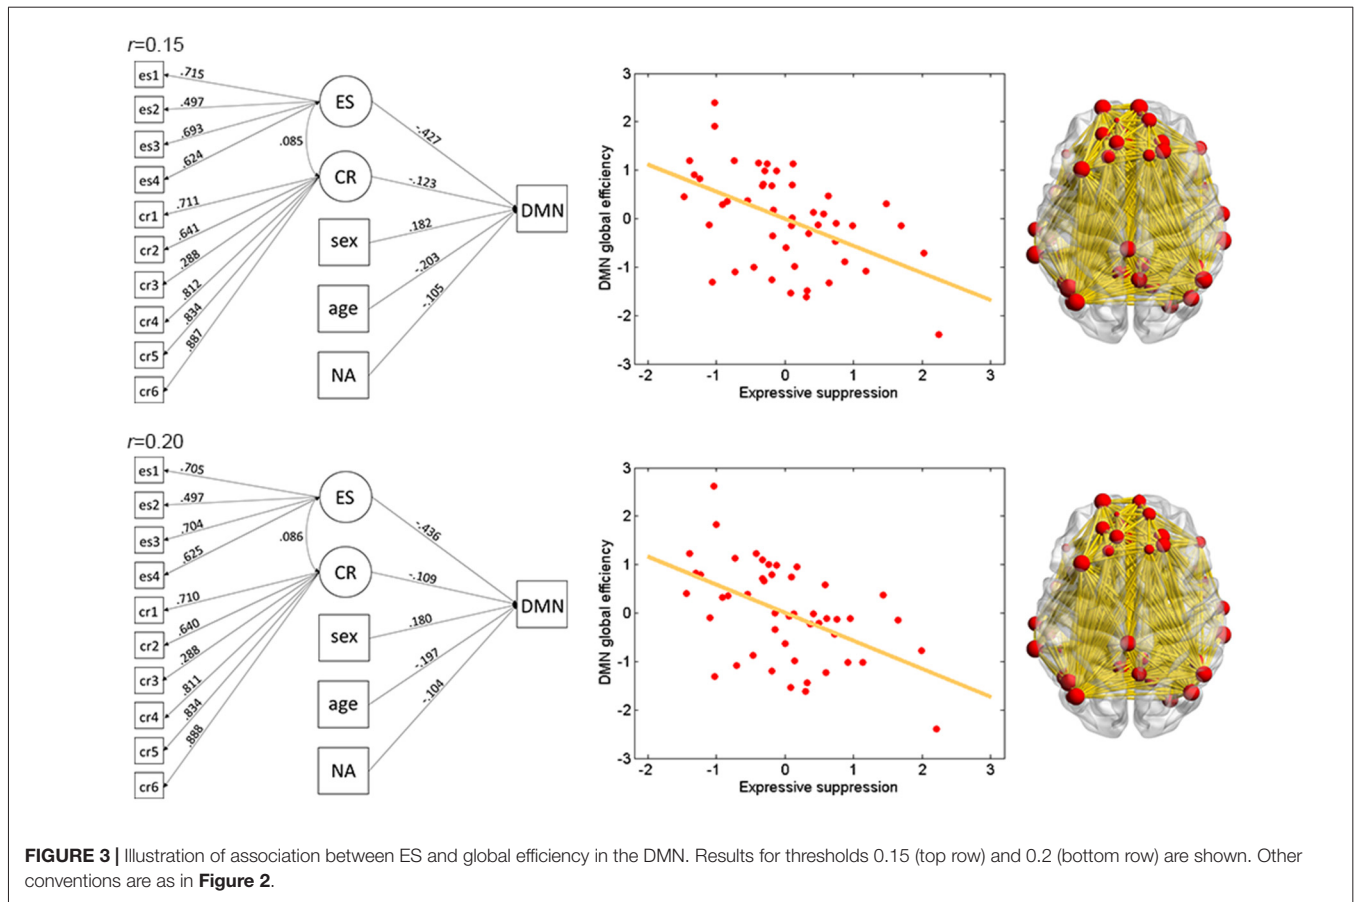 r=0.15
es1
es2
es3
es4
cr1
cr2
cr3
cr4
cr5
cr6
.715
.497
.693
.624
.711
.641
.288
.812
.834
.887
.085
ES
CR
sex
age
NA
-.427
-.123
.182
-.203
-.105
DMN
DMN global efficiency
3
2
1
0
-1
-2
-3
-2
-1
0
1
2
3
Expressive suppression
r=0.20
es1
es2
es3
es4
cr1
cr2
cr3
cr4
cr5
cr6
.705
.497
.704
.625
.710
.640
.288
.811
.834
.888
.086
ES
CR
sex
age
NA
-.436
-.109
.180
-.197
-.104
DMN
DMN global efficiency
3
2
1
0
-1
-2
-3
-2
-1
0
1
2
3
Expressive suppression
FIGURE 3 | Illustration of association between ES and global efficiency in the DMN. Results for thresholds 0.15 (top row) and 0.2 (bottom row) are shown. Other
conventions are as in Figure 2.